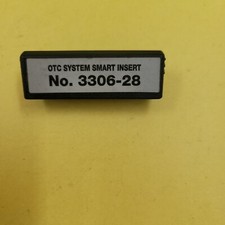 OTC SYSTEM SMART INSERT
No. 3306-28